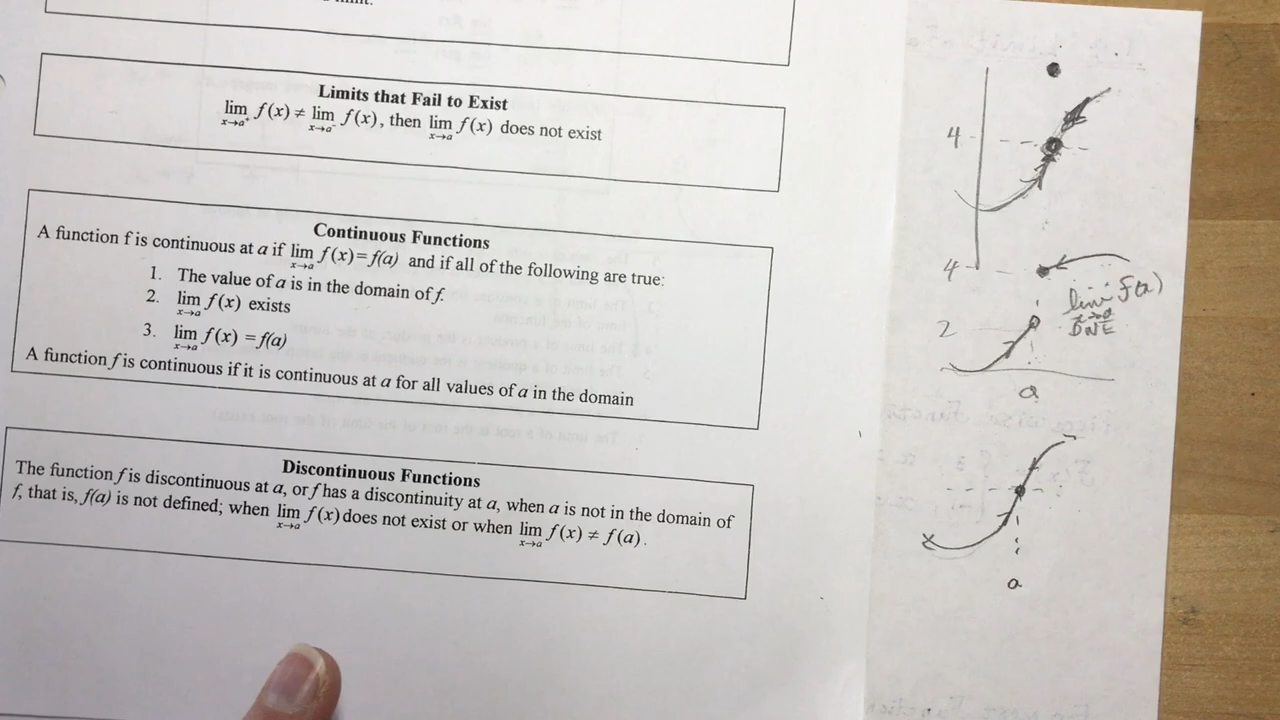 Limits that Fail to Exist
lim x→a⁺ f(x) ≠ lim x→a⁻ f(x), then lim x→a f(x) does not exist
Continuous Functions
A function f is continuous at a if lim x→a f(x)=f(a) and if all of the following are true:
1. The value of a is in the domain of f.
2. lim x→a f(x) exists
3. lim x→a f(x) =f(a)
A function f is continuous if it is continuous at a for all values of a in the domain
Discontinuous Functions
The function f is discontinuous at a, or f has a discontinuity at a, when a is not in the domain of
f, that is, f(a) is not defined; when lim x→a f(x) does not exist or when lim x→a f(x) ≠ f(a).
4
4
lim x→a f(x)
DNE
2
a
a